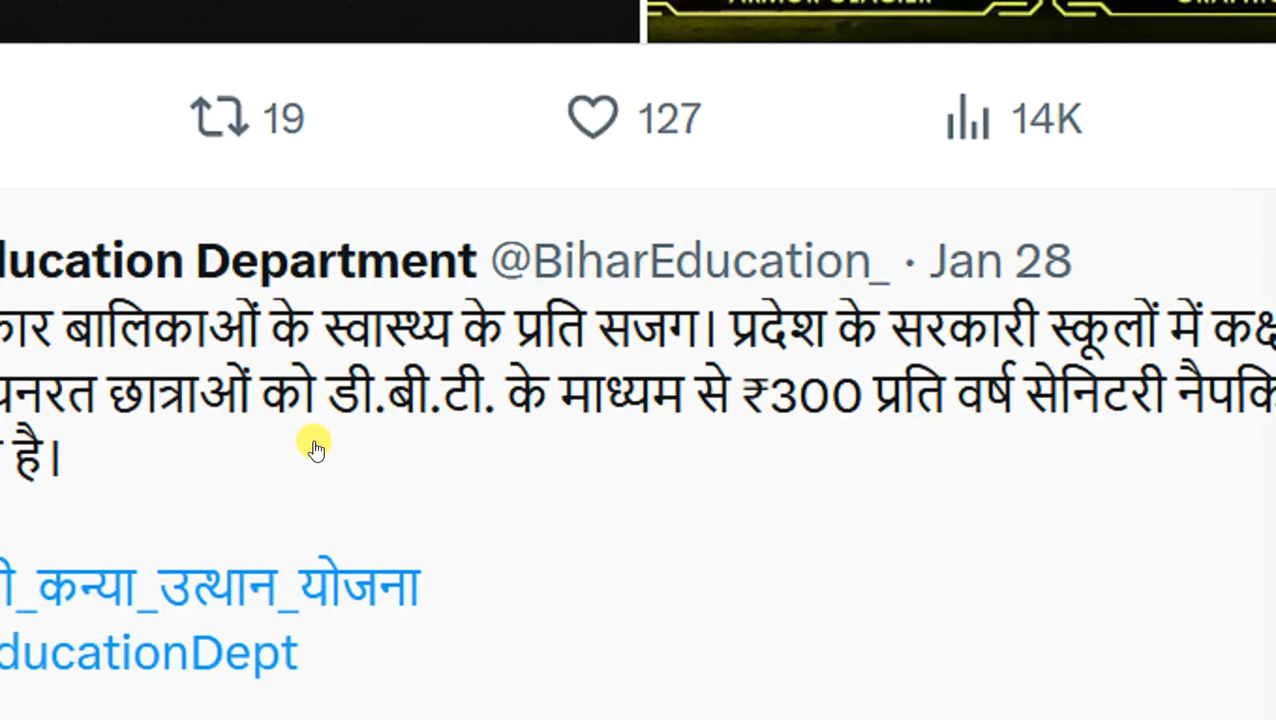 19 127 14K
Education Department @BiharEducation_ · Jan 28
बालिकाओं के स्वास्थ्य के प्रति सजग। प्रदेश के सरकारी स्कूलों में
छात्राओं को डी.बी.टी. के माध्यम से ₹300 प्रति वर्ष सेनिटरी
है।
_कन्या_उत्थान_योजना
ducationDept